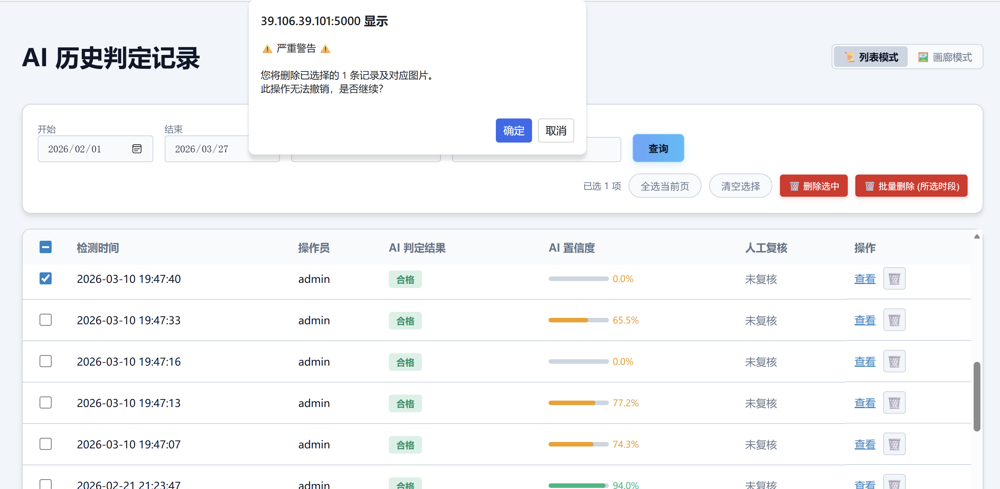 39.106.39.101:5000 显示
⚠️ 严重警告 ⚠️
您将删除已选择的 1 条记录及对应图片。
此操作无法撤销，是否继续？
确定 取消
AI 历史判定记录
📜 列表模式 🖼️ 画廊模式
开始 结束
2026/02/01 2026/03/27 查询
已选 1 项 全选当前页 清空选择 🗑️ 删除选中 🗑️ 批量删除 (所选时段)
检测时间 操作员 AI 判定结果 AI 置信度 人工复核 操作
2026-03-10 19:47:40 admin 合格 0.0% 未复核 查看
2026-03-10 19:47:33 admin 合格 65.5% 未复核 查看
2026-03-10 19:47:16 admin 合格 0.0% 未复核 查看
2026-03-10 19:47:13 admin 合格 77.2% 未复核 查看
2026-03-10 19:47:07 admin 合格 74.3% 未复核 查看
2026-02-21 21:23:47 admin 合格 94.0% 未复核 查看